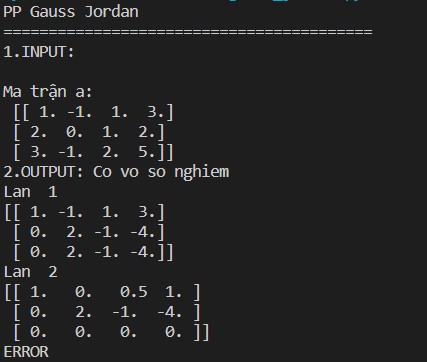 PP Gauss Jordan
=========================================
1.INPUT:
Ma trận a:
[[ 1. -1.  1.  3.]
[ 2.  0.  1.  2.]
[ 3. -1.  2.  5.]]
2.OUTPUT: Co vo so nghiem
Lan  1
[[ 1. -1.  1.  3.]
[ 0.  2. -1. -4.]
[ 0.  2. -1. -4.]]
Lan  2
[[ 1.   0.   0.5  1. ]
[ 0.   2.  -1.  -4. ]
[ 0.   0.   0.   0. ]]
ERROR